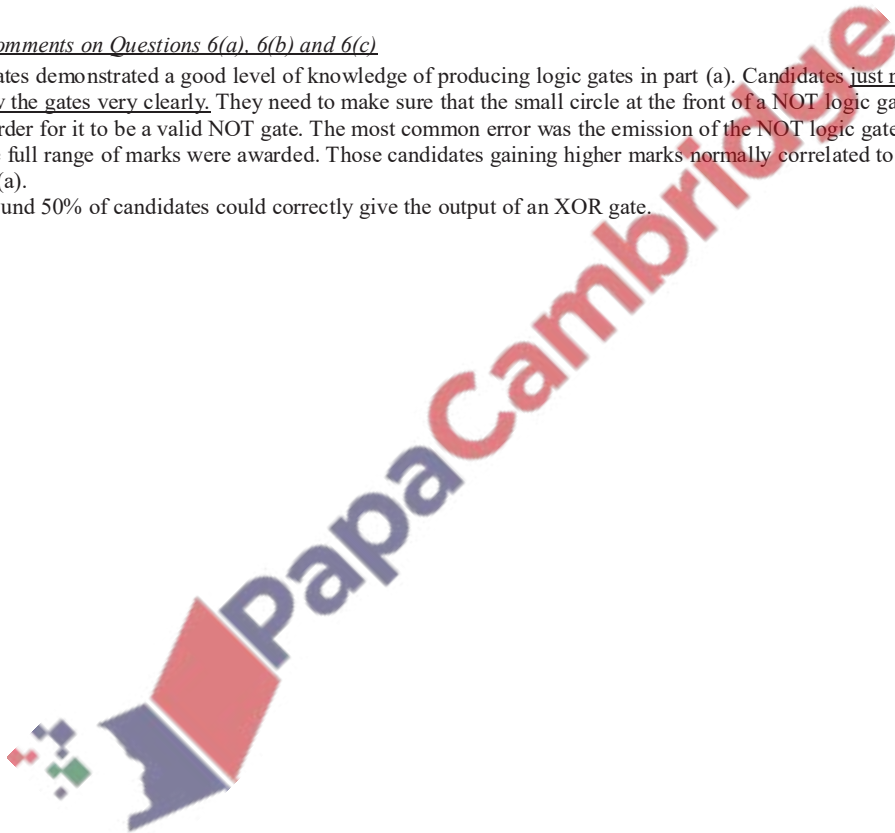 omments on Questions 6(a), 6(b) and 6(c)
ates demonstrated a good level of knowledge of producing logic gates in part (a). Candidates just
the gates very clearly. They need to make sure that the small circle at the front of a NOT logic ga
rder for it to be a valid NOT gate. The most common error was the emission of the NOT logic gate
full range of marks were awarded. Those candidates gaining higher marks normally correlated to
(a).
und 50% of candidates could correctly give the output of an XOR gate.
PapaCambridge